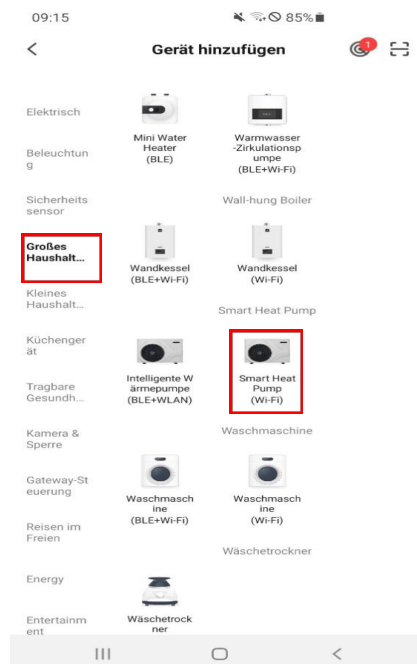 09:15
85%
Gerät hinzufügen
1
Elektrisch
Beleuchtun
g
Sicherheits
sensor
Großes
Haushalt...
Kleines
Haushalt...
Küchenger
ät
Tragbare
Gesundh...
Kamera &
Sperre
Gateway-St
euerung
Reisen im
Freien
Energy
Entertainm
ent
Mini Water
Heater
(BLE)
Warmwasser
-Zirkulationsp
umpe
(BLE+Wi-Fi)
Wall-hung Boiler
Wandkessel
(BLE+Wi-Fi)
Wandkessel
(Wi-Fi)
Smart Heat Pump
Intelligente W
ärmepumpe
(BLE+WLAN)
Smart Heat
Pump
(Wi-Fi)
Waschmaschine
Waschmasch
ine
(BLE+Wi-Fi)
Waschmasch
ine
(Wi-Fi)
Wäschetrockner
Wäschetrock
ner